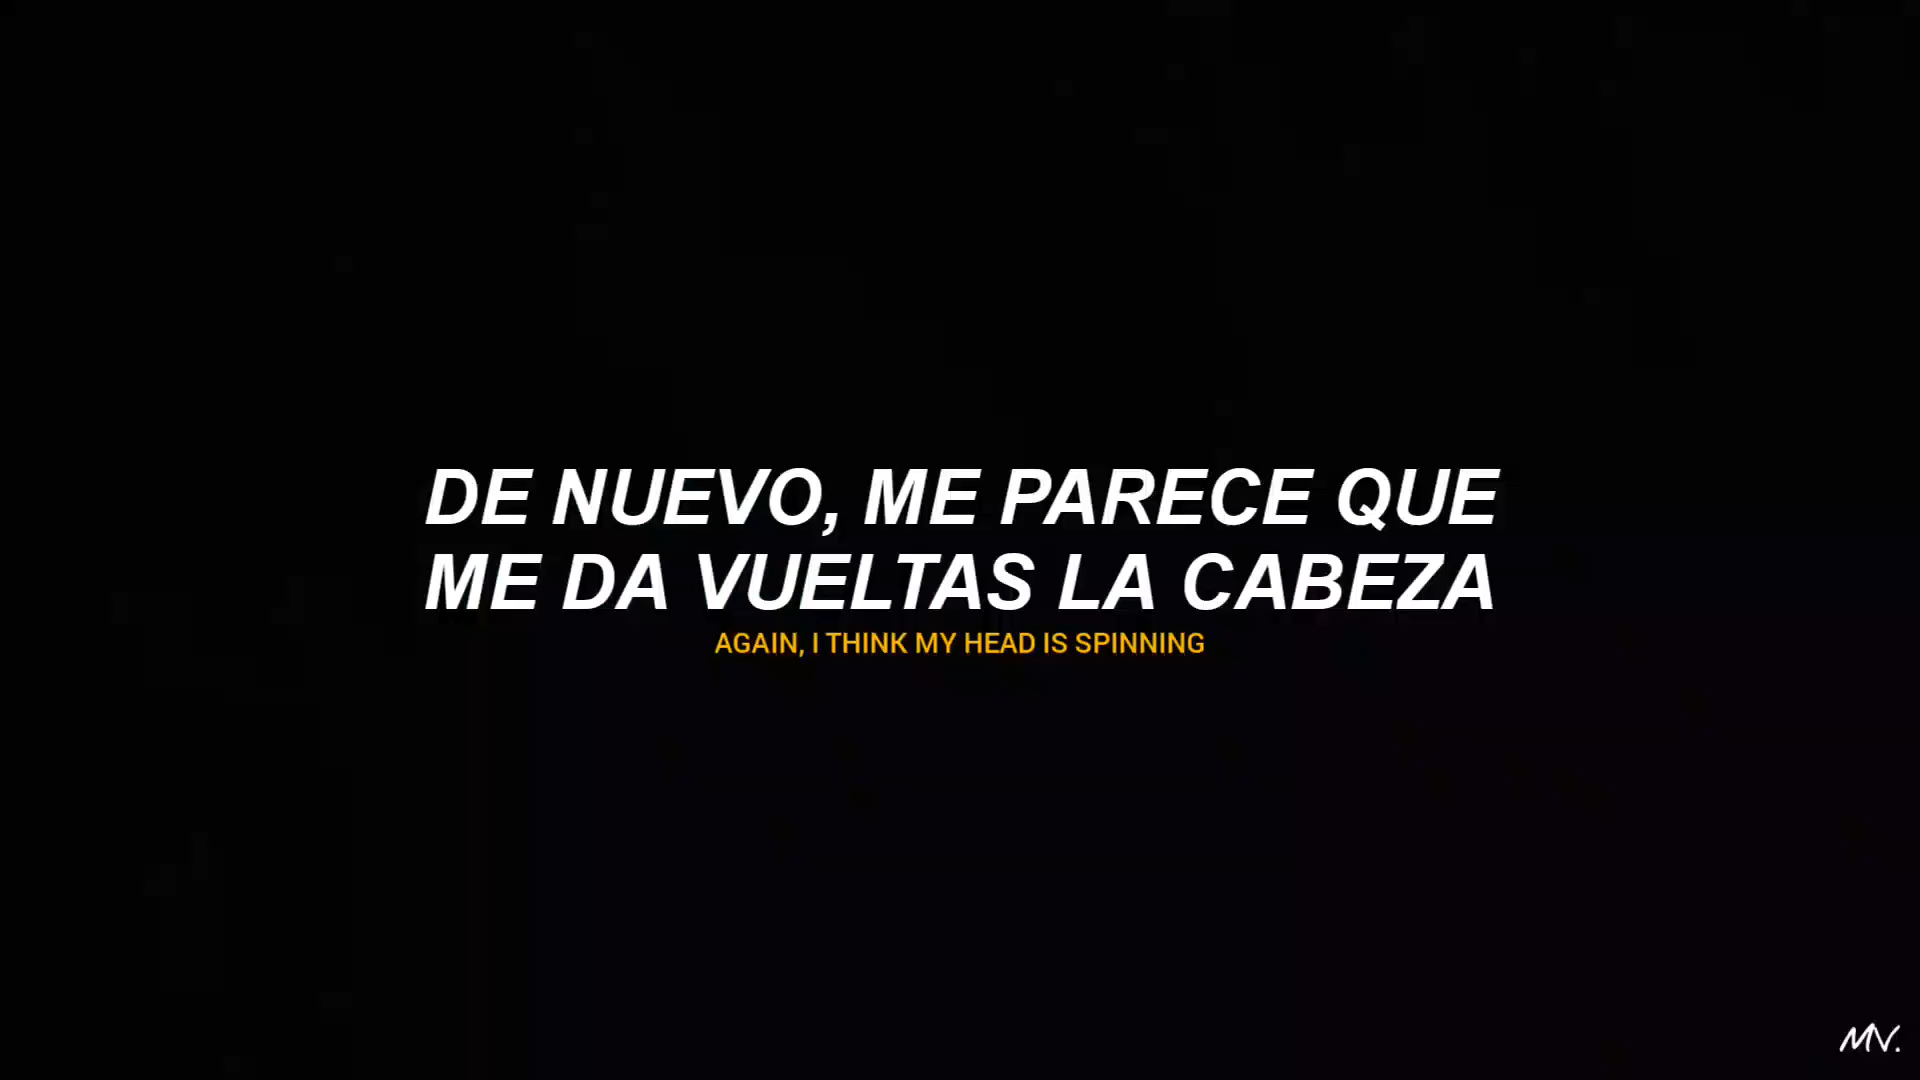 DE NUEVO, ME PARECE QUE
ME DA VUELTAS LA CABEZA
AGAIN, I THINK MY HEAD IS SPINNING
MV.